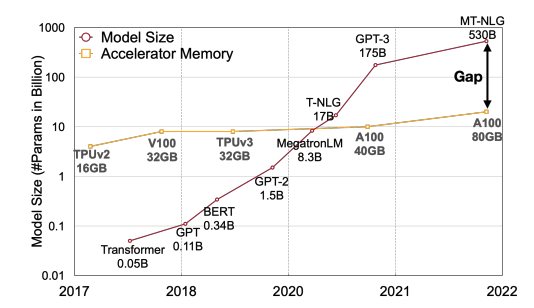 MT-NLG
530B
1000
Model Size
Accelerator Memory
GPT-3
175B
100
Gap
T-NLG
17B
10
TPUv2
16GB
V100
32GB
TPUv3
32GB
MegatronLM
8.3B
A100
40GB
A100
80GB
1
GPT-2
1.5B
BERT
0.34B
GPT
0.11B
0.1
Transformer
0.05B
0.01
Model Size (#Params in Billion)
2017
2018
2020
2021
2022